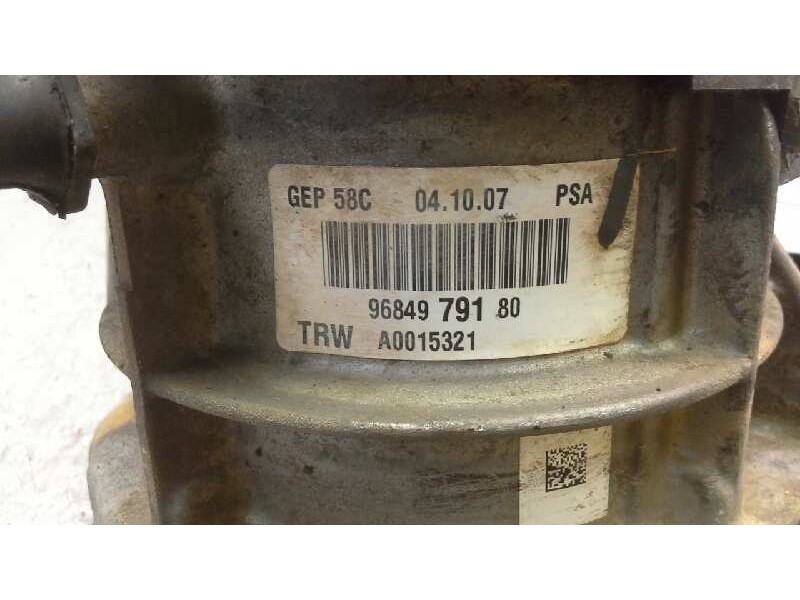 GEP 58C 04.10.07 PSA
96849 791 80
TRW A0015321